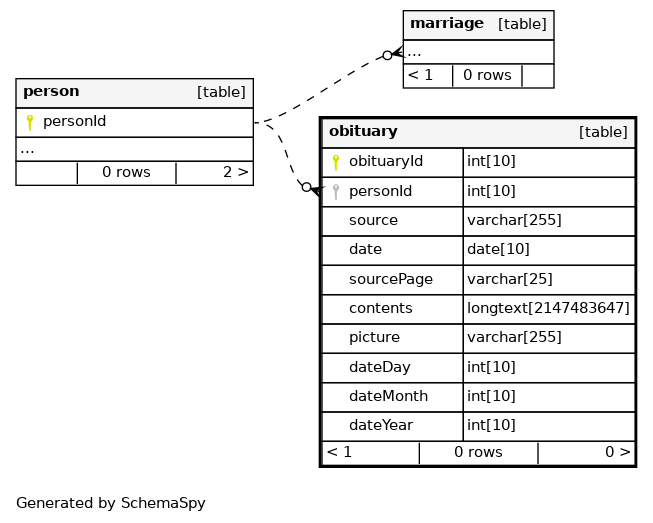 marriage [table]
...
< 1 0 rows
person [table]
personId
...
0 rows 2 >
obituary [table]
obituaryId int[10]
personId int[10]
source varchar[255]
date date[10]
sourcePage varchar[25]
contents longtext[2147483647]
picture varchar[255]
dateDay int[10]
dateMonth int[10]
dateYear int[10]
< 1 0 rows 0 >
Generated by SchemaSpy